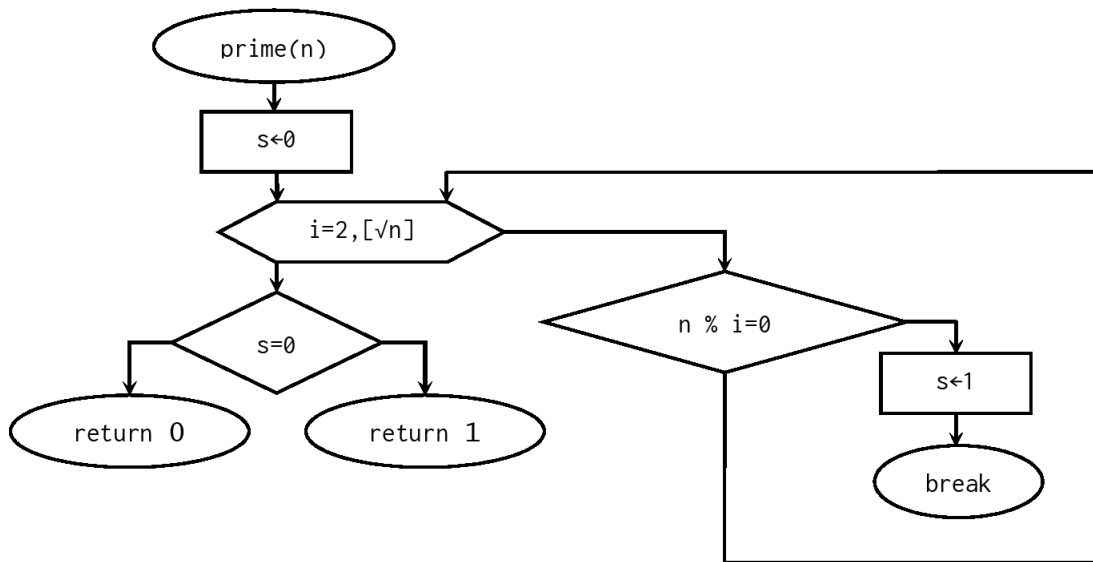 prime(n)
s←0
i=2,[√n]
n % i=0
s=0
s←1
return 0
return 1
break